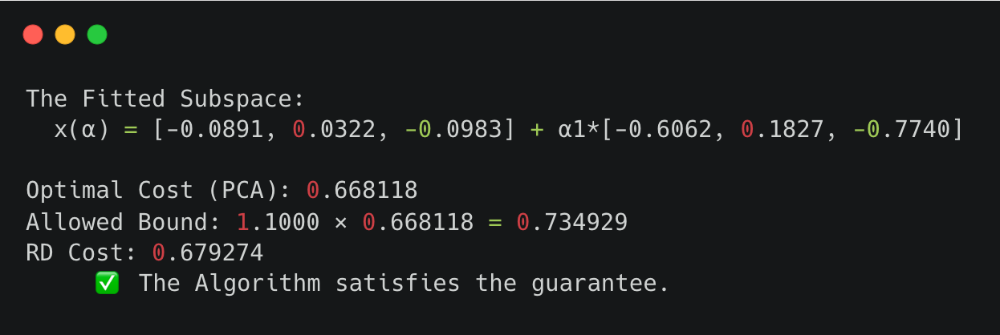 The Fitted Subspace:
x(α) = [-0.0891, 0.0322, -0.0983] + α1*[-0.6062, 0.1827, -0.7740]
Optimal Cost (PCA): 0.668118
Allowed Bound: 1.1000 × 0.668118 = 0.734929
RD Cost: 0.679274
✅ The Algorithm satisfies the guarantee.